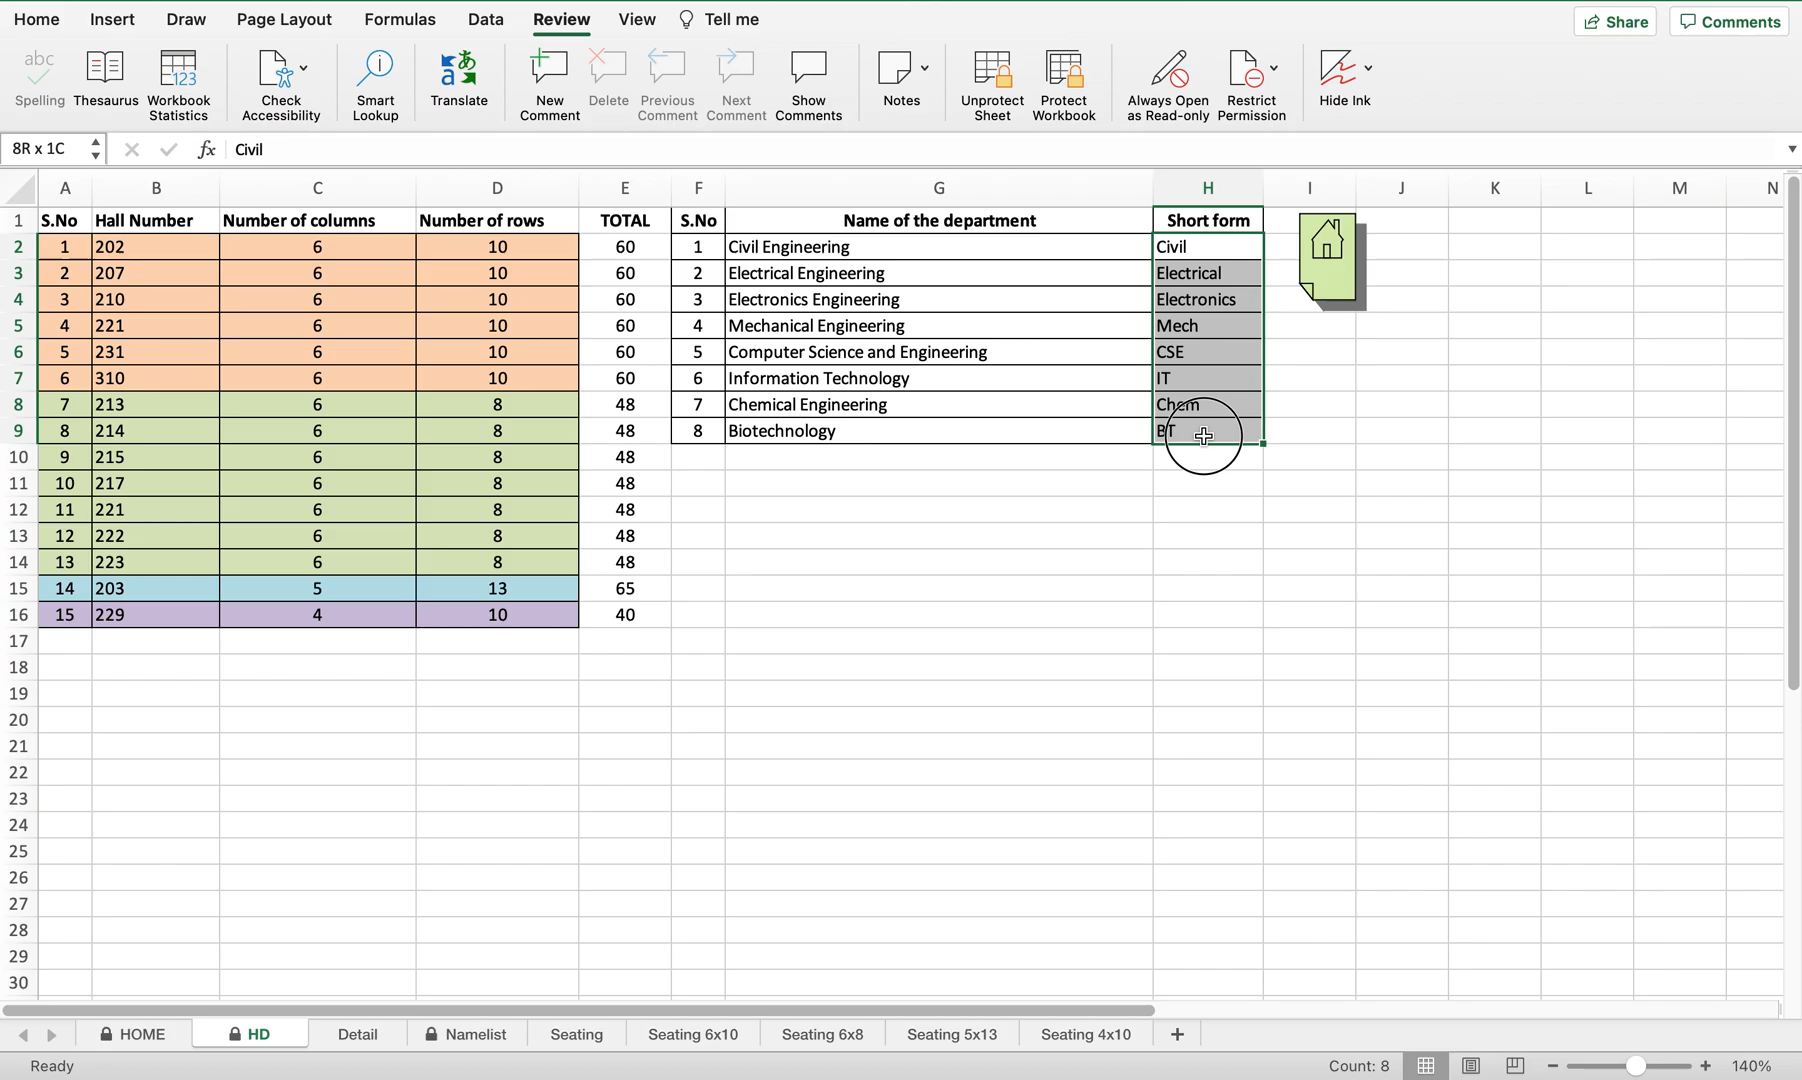 Home Insert Draw Page Layout Formulas Data Review View Tell me Share Comments
abc
Spelling Thesaurus 123 Workbook Statistics Check Accessibility Smart Lookup a あ Translate New Comment Delete Previous Comment Next Comment Show Comments Notes Unprotect Sheet Protect Workbook Always Open as Read-only Restrict Permission Hide Ink
8R x 1C fx Civil
A B C D E F G H I J K L M N
1 S.No Hall Number Number of columns Number of rows TOTAL S.No Name of the department Short form
2 1 202 6 10 60 1 Civil Engineering Civil
3 2 207 6 10 60 2 Electrical Engineering Electrical
4 3 210 6 10 60 3 Electronics Engineering Electronics
5 4 221 6 10 60 4 Mechanical Engineering Mech
6 5 231 6 10 60 5 Computer Science and Engineering CSE
7 6 310 6 10 60 6 Information Technology IT
8 7 213 6 8 48 7 Chemical Engineering Chem
9 8 214 6 8 48 8 Biotechnology BT
10 9 215 6 8 48
11 10 217 6 8 48
12 11 221 6 8 48
13 12 222 6 8 48
14 13 223 6 8 48
15 14 203 5 13 65
16 15 229 4 10 40
17
18
19
20
21
22
23
24
25
26
27
28
29
30
HOME HD Detail Namelist Seating Seating 6x10 Seating 6x8 Seating 5x13 Seating 4x10 +
Ready Count: 8 − + 140%